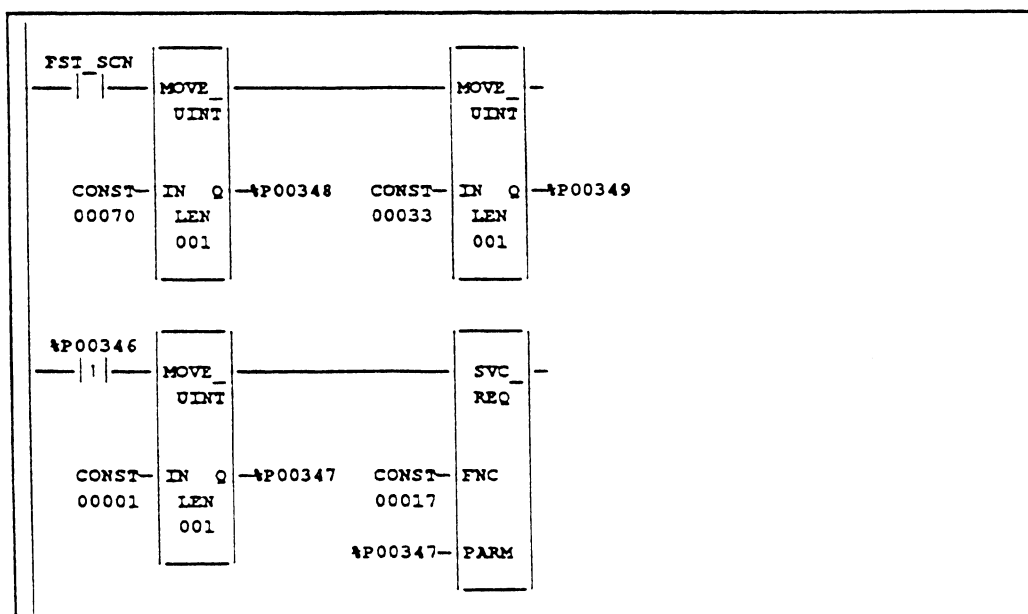 FST_SCN
MOVE_ MOVE_
UINT UINT
CONST IN Q %P00348 CONST IN Q %P00349
00070 LEN 00033 LEN
001 001
%P00346
↑ MOVE_ SVC_
UINT REQ
CONST IN Q %P00347 CONST FNC
00001 LEN 00017
001
%P00347 PARM